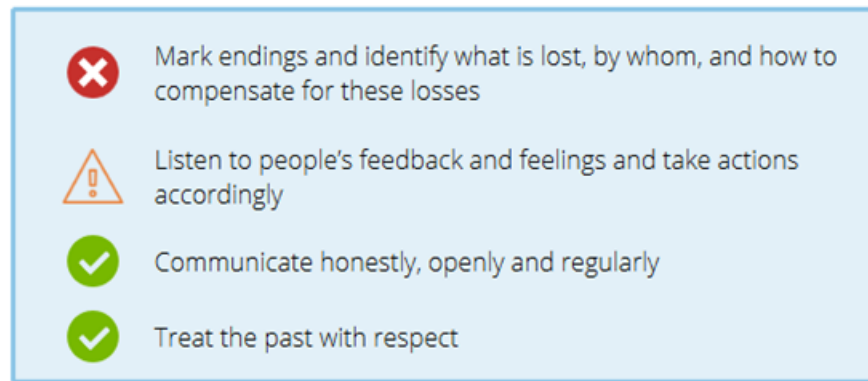 Mark endings and identify what is lost, by whom, and how to
compensate for these losses
Listen to people's feedback and feelings and take actions
accordingly
Communicate honestly, openly and regularly
Treat the past with respect